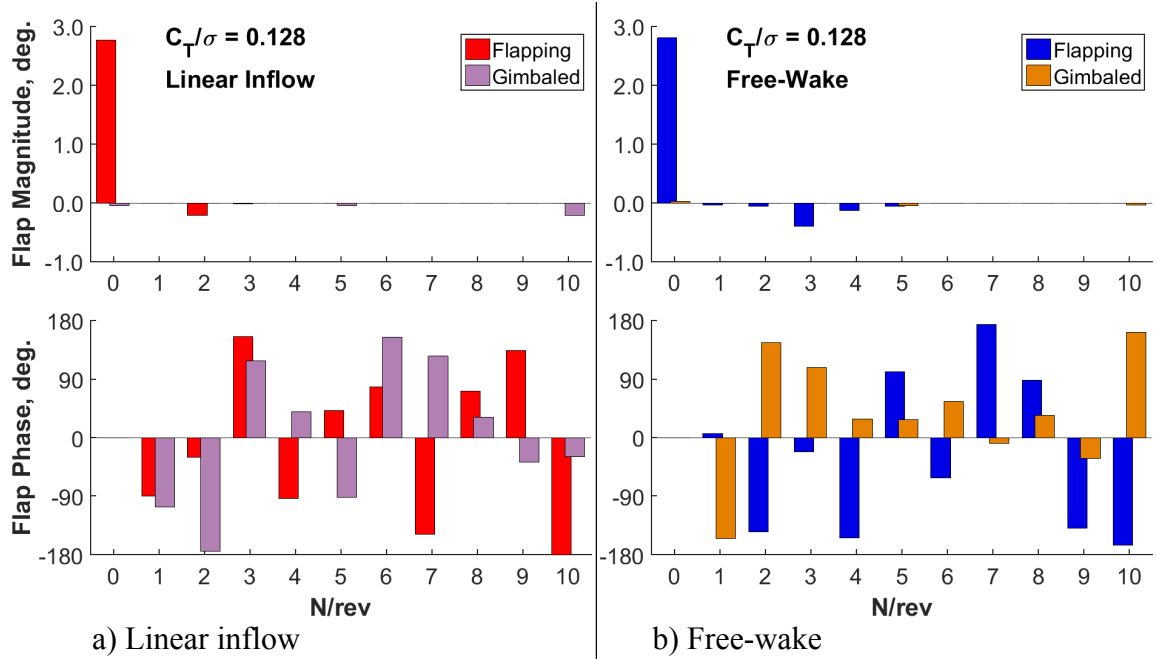 C_T/σ = 0.128
Linear Inflow
Flapping
Gimbaled
Flap Magnitude, deg.
3.0
2.0
1.0
0.0
-1.0
0 1 2 3 4 5 6 7 8 9 10
Flap Phase, deg.
180
90
0
-90
-180
0 1 2 3 4 5 6 7 8 9 10
N/rev
a) Linear inflow
C_T/σ = 0.128
Free-Wake
Flapping
Gimbaled
3.0
2.0
1.0
0.0
-1.0
0 1 2 3 4 5 6 7 8 9 10
180
90
0
-90
-180
0 1 2 3 4 5 6 7 8 9 10
N/rev
b) Free-wake